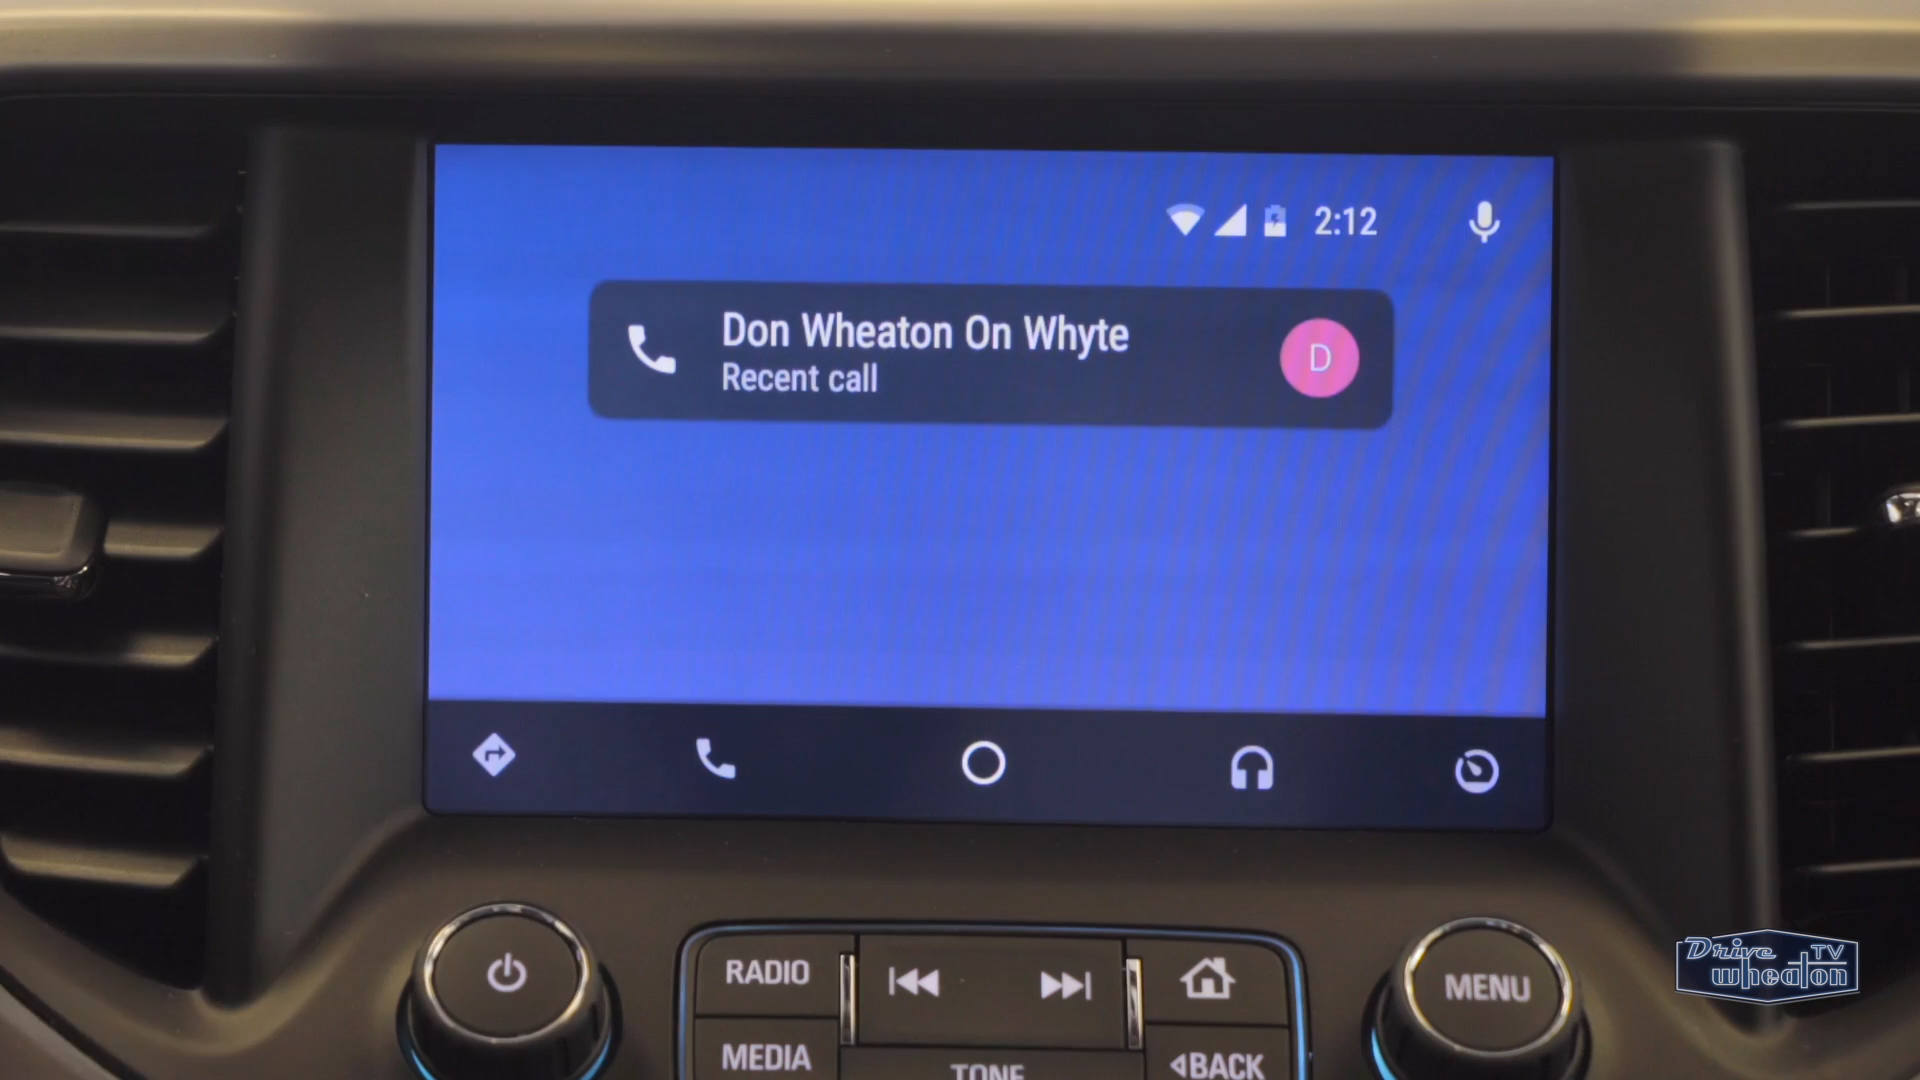 2:12
Don Wheaton On Whyte
Recent call
D
RADIO
MENU
MEDIA
TONE
BACK
Drive TV
wheaton